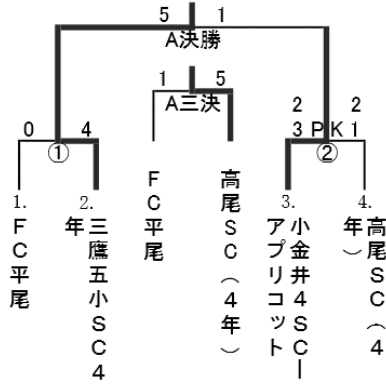 5 1
A決勝
1 5
A三決
2 2
0 4 3 PK 1
① ②
1. 2. 3. 4.
FC平尾
三鷹五小SC4
年
FC平尾
高尾SC（4年）
小金井4SCー
アプリコット
高尾SC（4
年）